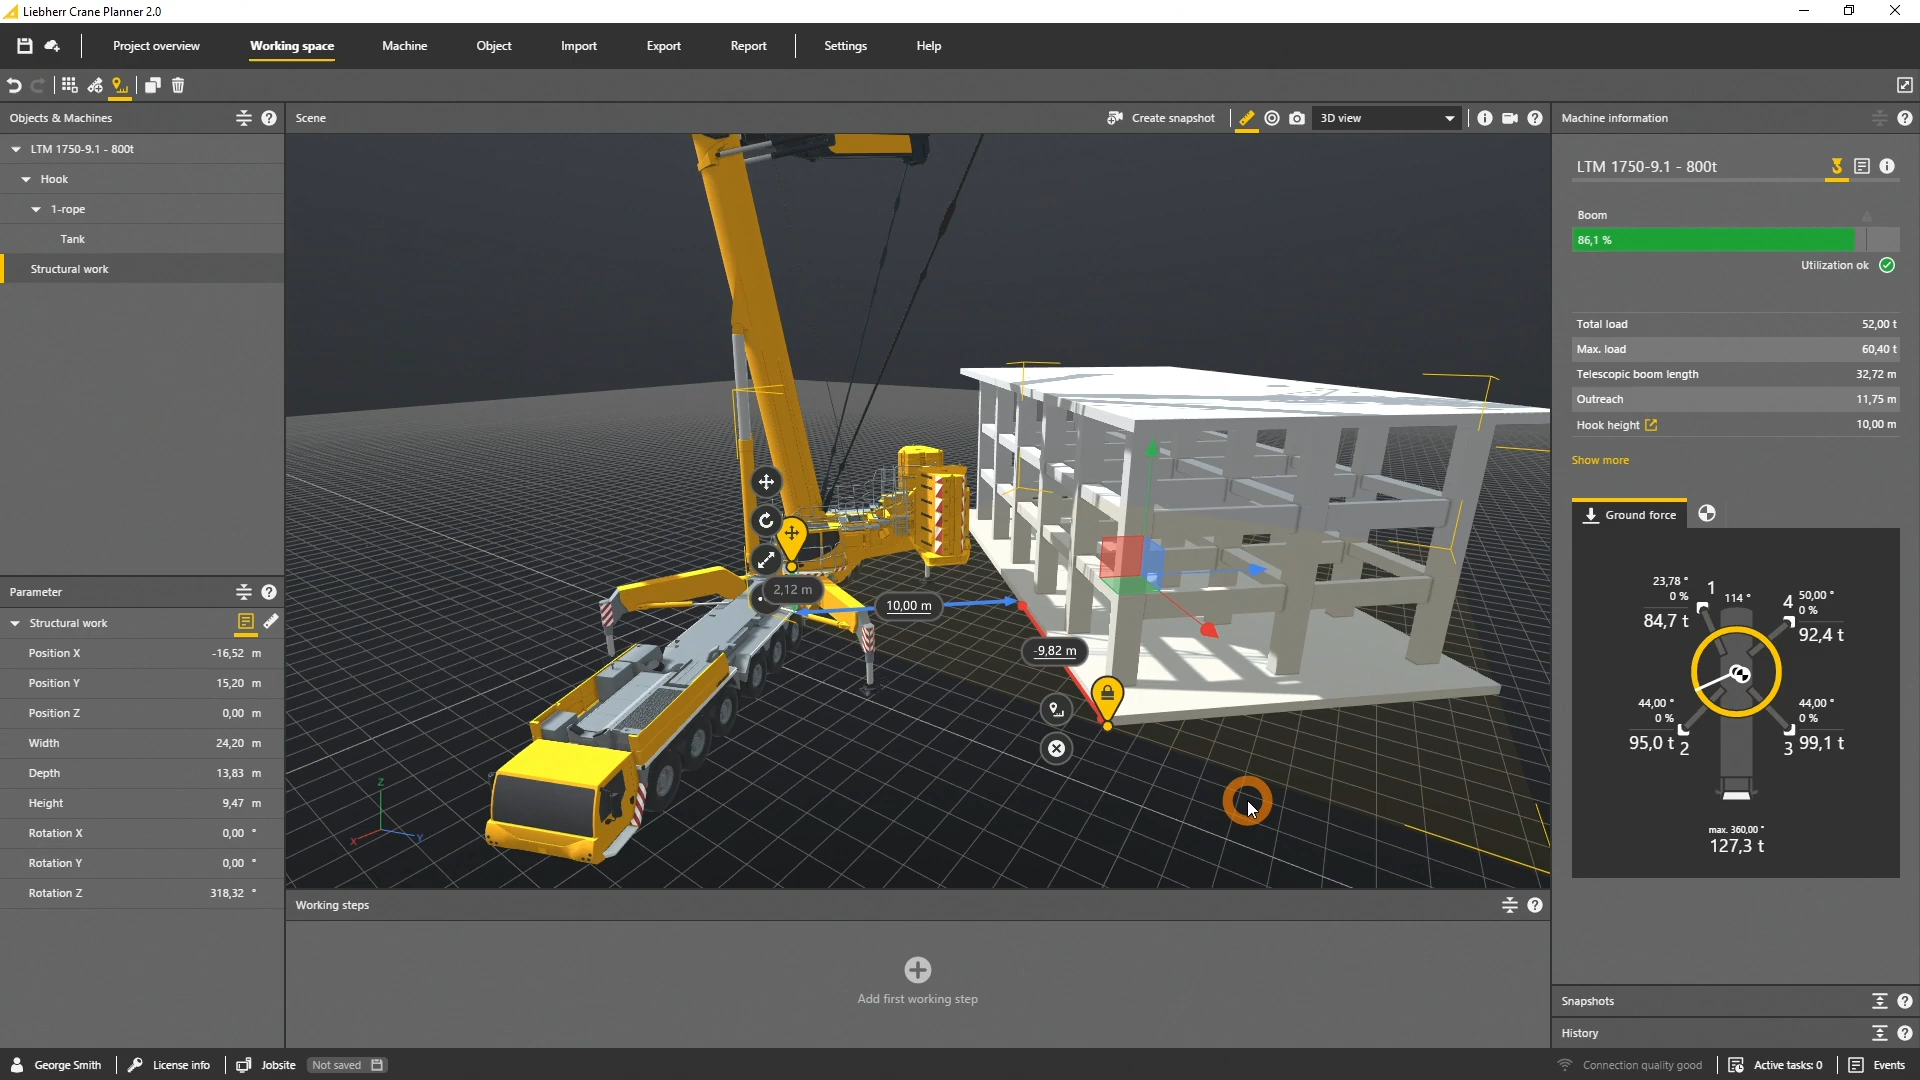 Liebherr Crane Planner 2.0
Project overview
Working space
Machine
Object
Import
Export
Report
Settings
Help
Objects & Machines
LTM 1750-9.1 - 800t
Hook
1-rope
Tank
Structural work
Parameter
Structural work
Position X -16,52 m
Position Y 15,20 m
Position Z 0,00 m
Width 24,20 m
Depth 13,83 m
Height 9,47 m
Rotation X 0,00 °
Rotation Y 0,00 °
Rotation Z 318,32 °
Scene
Create snapshot
3D view
2,12 m
10,00 m
-9,82 m
Z
X
Y
Working steps
Add first working step
Machine information
LTM 1750-9.1 - 800t
Boom
86,1 %
Utilization ok
Total load 52,00 t
Max. load 60,40 t
Telescopic boom length 32,72 m
Outreach 11,75 m
Hook height 10,00 m
Show more
Ground force
23,78 °
0 %
84,7 t
1
114 °
4
50,00 °
0 %
92,4 t
44,00 °
0 %
95,0 t 2
44,00 °
0 %
3 99,1 t
max. 360,00 °
127,3 t
Snapshots
History
George Smith
License info
Jobsite
Not saved
Connection quality good
Active tasks: 0
Events